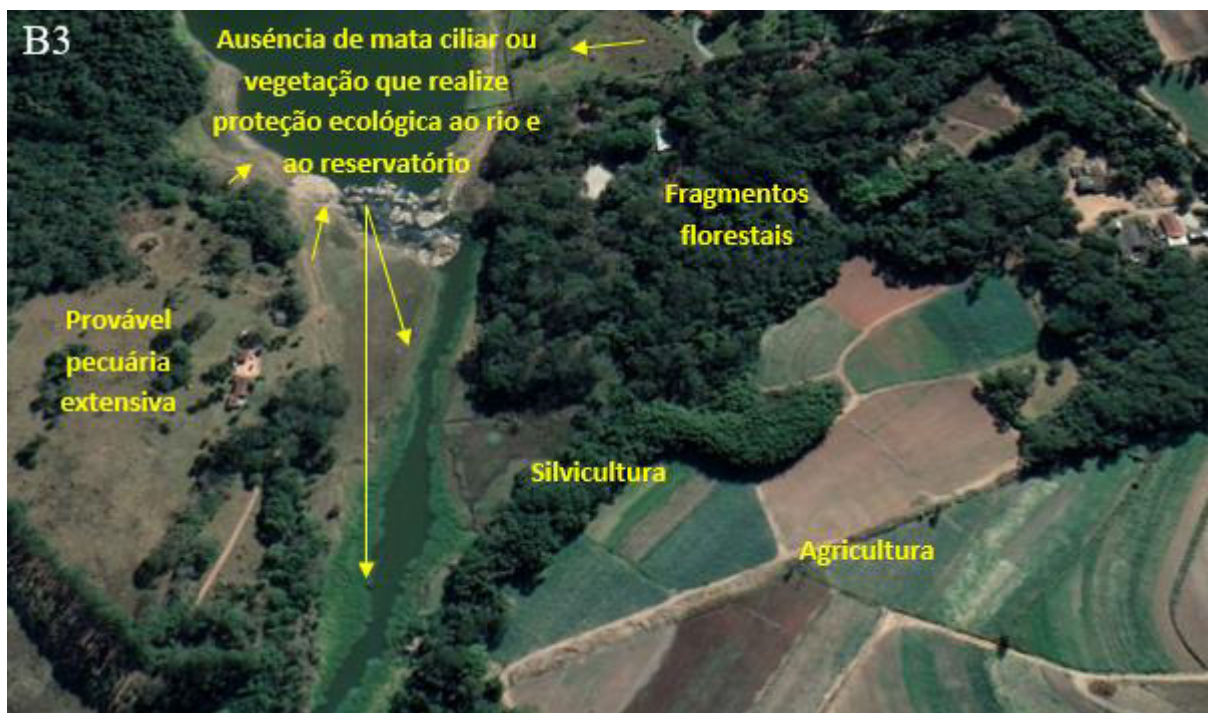 B3
Auséncia de mata ciliar ou
vegetação que realize
proteção ecológica ao rio e
ao reservatório
Fragmentos
florestais
Provável
pecuária
extensiva
Silvicultura
Agricultura